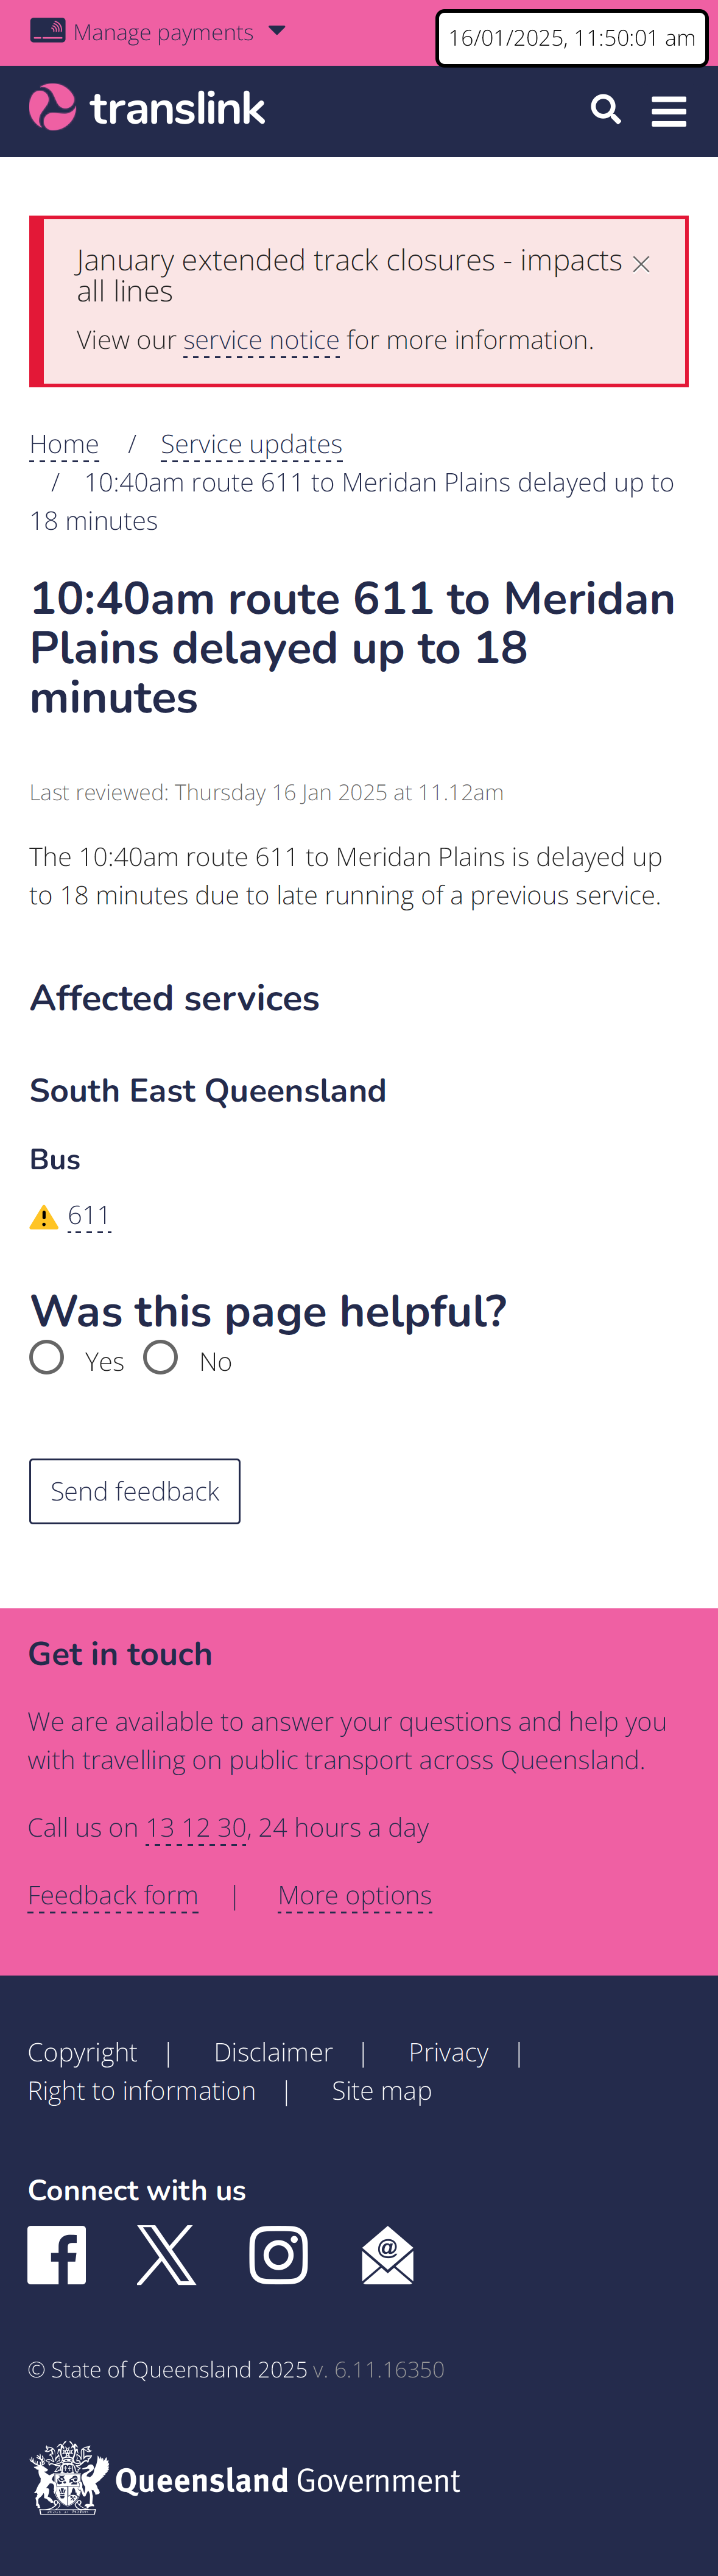 Manage payments
16/01/2025, 11:50:01 am
translink
January extended track closures - impacts
all lines
View our service notice for more information.
Home / Service updates
/ 10:40am route 611 to Meridan Plains delayed up to
18 minutes
10:40am route 611 to Meridan
Plains delayed up to 18
minutes
Last reviewed: Thursday 16 Jan 2025 at 11.12am
The 10:40am route 611 to Meridan Plains is delayed up
to 18 minutes due to late running of a previous service.
Affected services
South East Queensland
Bus
611
Was this page helpful?
Yes No
Send feedback
Get in touch
We are available to answer your questions and help you
with travelling on public transport across Queensland.
Call us on 13 12 30, 24 hours a day
Feedback form | More options
Copyright | Disclaimer | Privacy |
Right to information | Site map
Connect with us
© State of Queensland 2025 v. 6.11.16350
Queensland Government